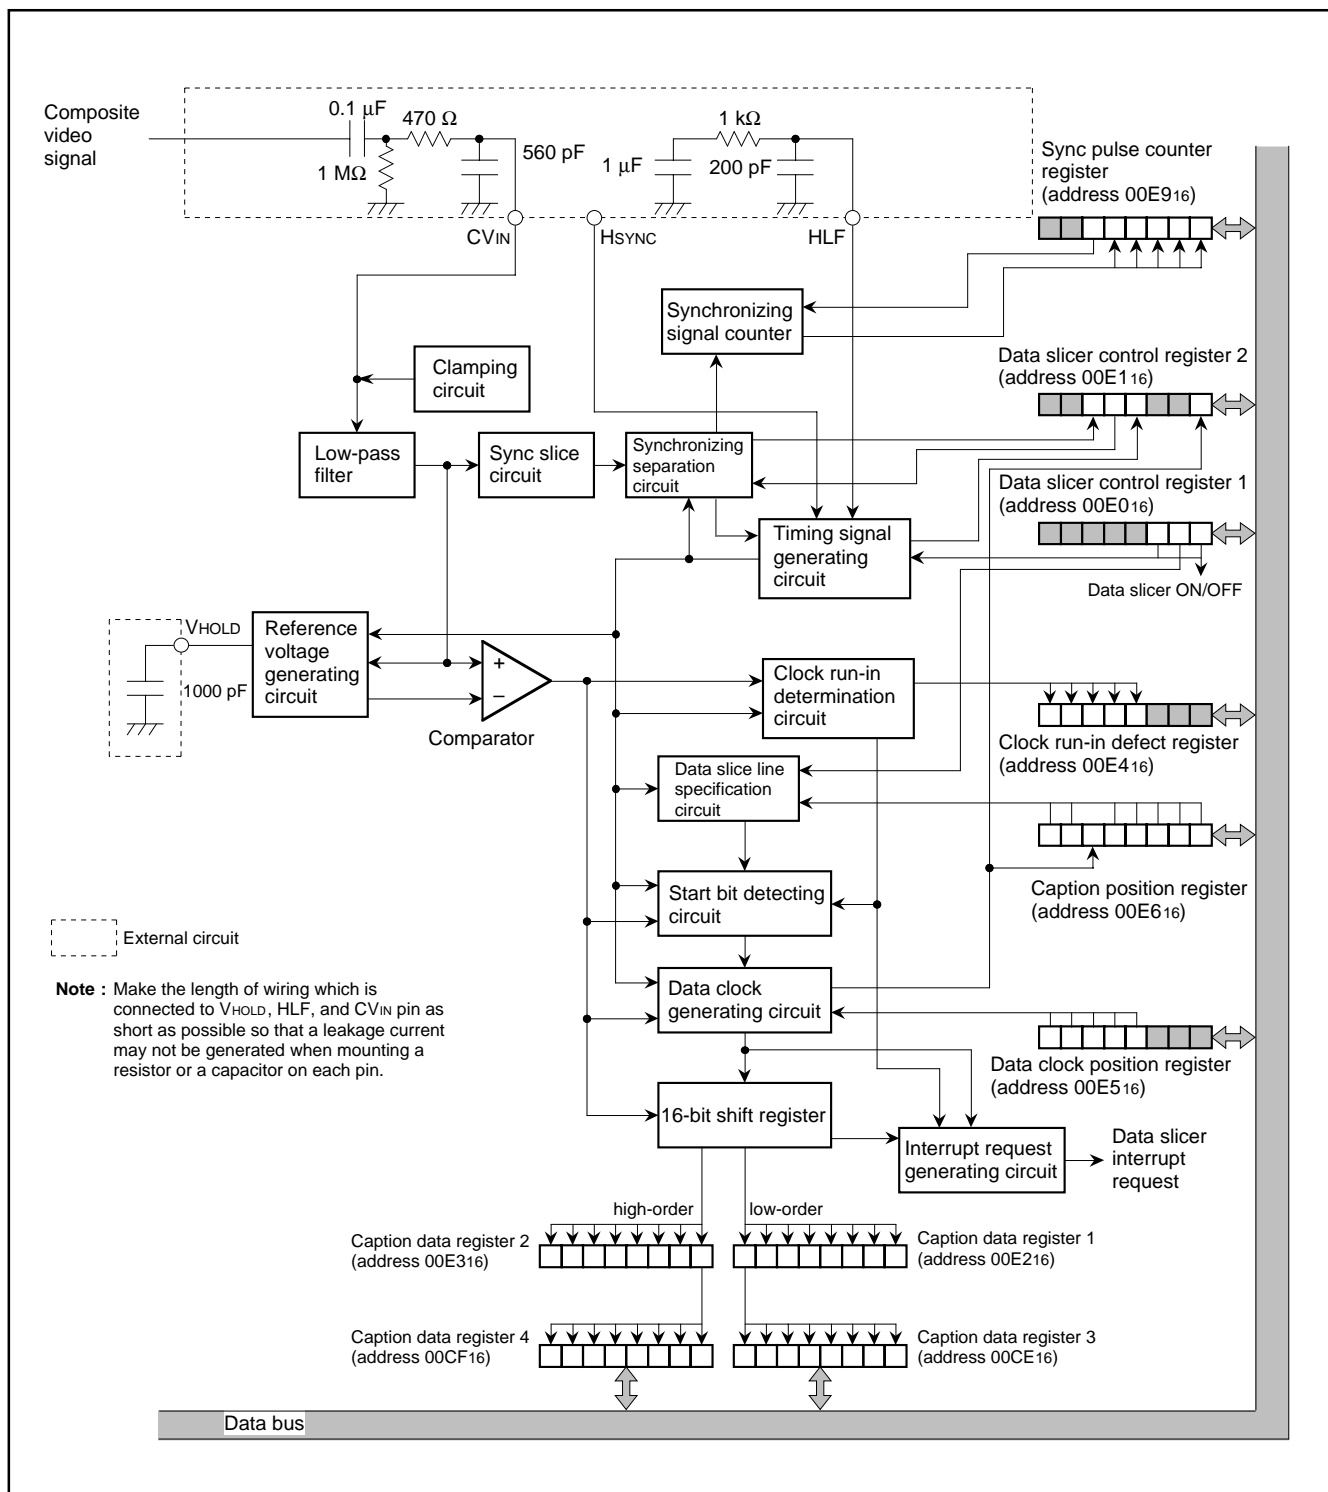 Composite
video
signal
0.1 µF
470 Ω
1 MΩ
560 pF
1 kΩ
1 µF
200 pF
CVIN
HSYNC
HLF
Sync pulse counter
register
(address 00E916)
Synchronizing
signal counter
Clamping
circuit
Data slicer control register 2
(address 00E116)
Low-pass
filter
Sync slice
circuit
Synchronizing
separation
circuit
Data slicer control register 1
(address 00E016)
Timing signal
generating
circuit
Data slicer ON/OFF
VHOLD
1000 pF
Reference
voltage
generating
circuit
+
−
Comparator
Clock run-in
determination
circuit
Clock run-in defect register
(address 00E416)
Data slice line
specification
circuit
Caption position register
(address 00E616)
Start bit detecting
circuit
External circuit
Note : Make the length of wiring which is
connected to VHOLD, HLF, and CVIN pin as
short as possible so that a leakage current
may not be generated when mounting a
resistor or a capacitor on each pin.
Data clock
generating circuit
Data clock position register
(address 00E516)
16-bit shift register
Interrupt request
generating circuit
Data slicer
interrupt
request
high-order
low-order
Caption data register 2
(address 00E316)
Caption data register 1
(address 00E216)
Caption data register 4
(address 00CF16)
Caption data register 3
(address 00CE16)
Data bus